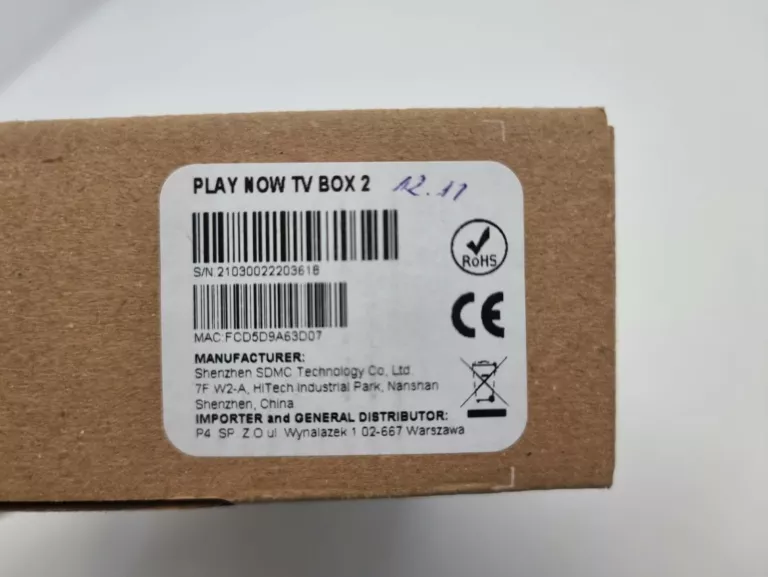 PLAY NOW TV BOX 2 12.11
S/N:21030022203618
RoHS
CE
MAC:FCD5D9A63D07
MANUFACTURER:
Shenzhen SDMC Technology Co, Ltd
7F W2-A, HiTech Industrial Park, Nanshan
Shenzhen, China
IMPORTER and GENERAL DISTRIBUTOR:
P4 SP. Z O ul. Wynalazek 1 02-667 Warszawa